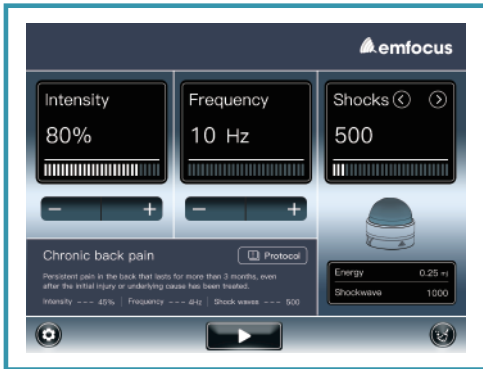 emfocus
Intensity
80%
Frequency
10 Hz
Shocks
500
Chronic back pain
Protocol
Persistent pain in the back that lasts for more than 3 months, even
after the initial injury or underlying cause has been treated.
Intensity --- 45% | Frequency --- 4Hz | Shock waves --- 500
Energy 0.25 mj
Shockwave 1000